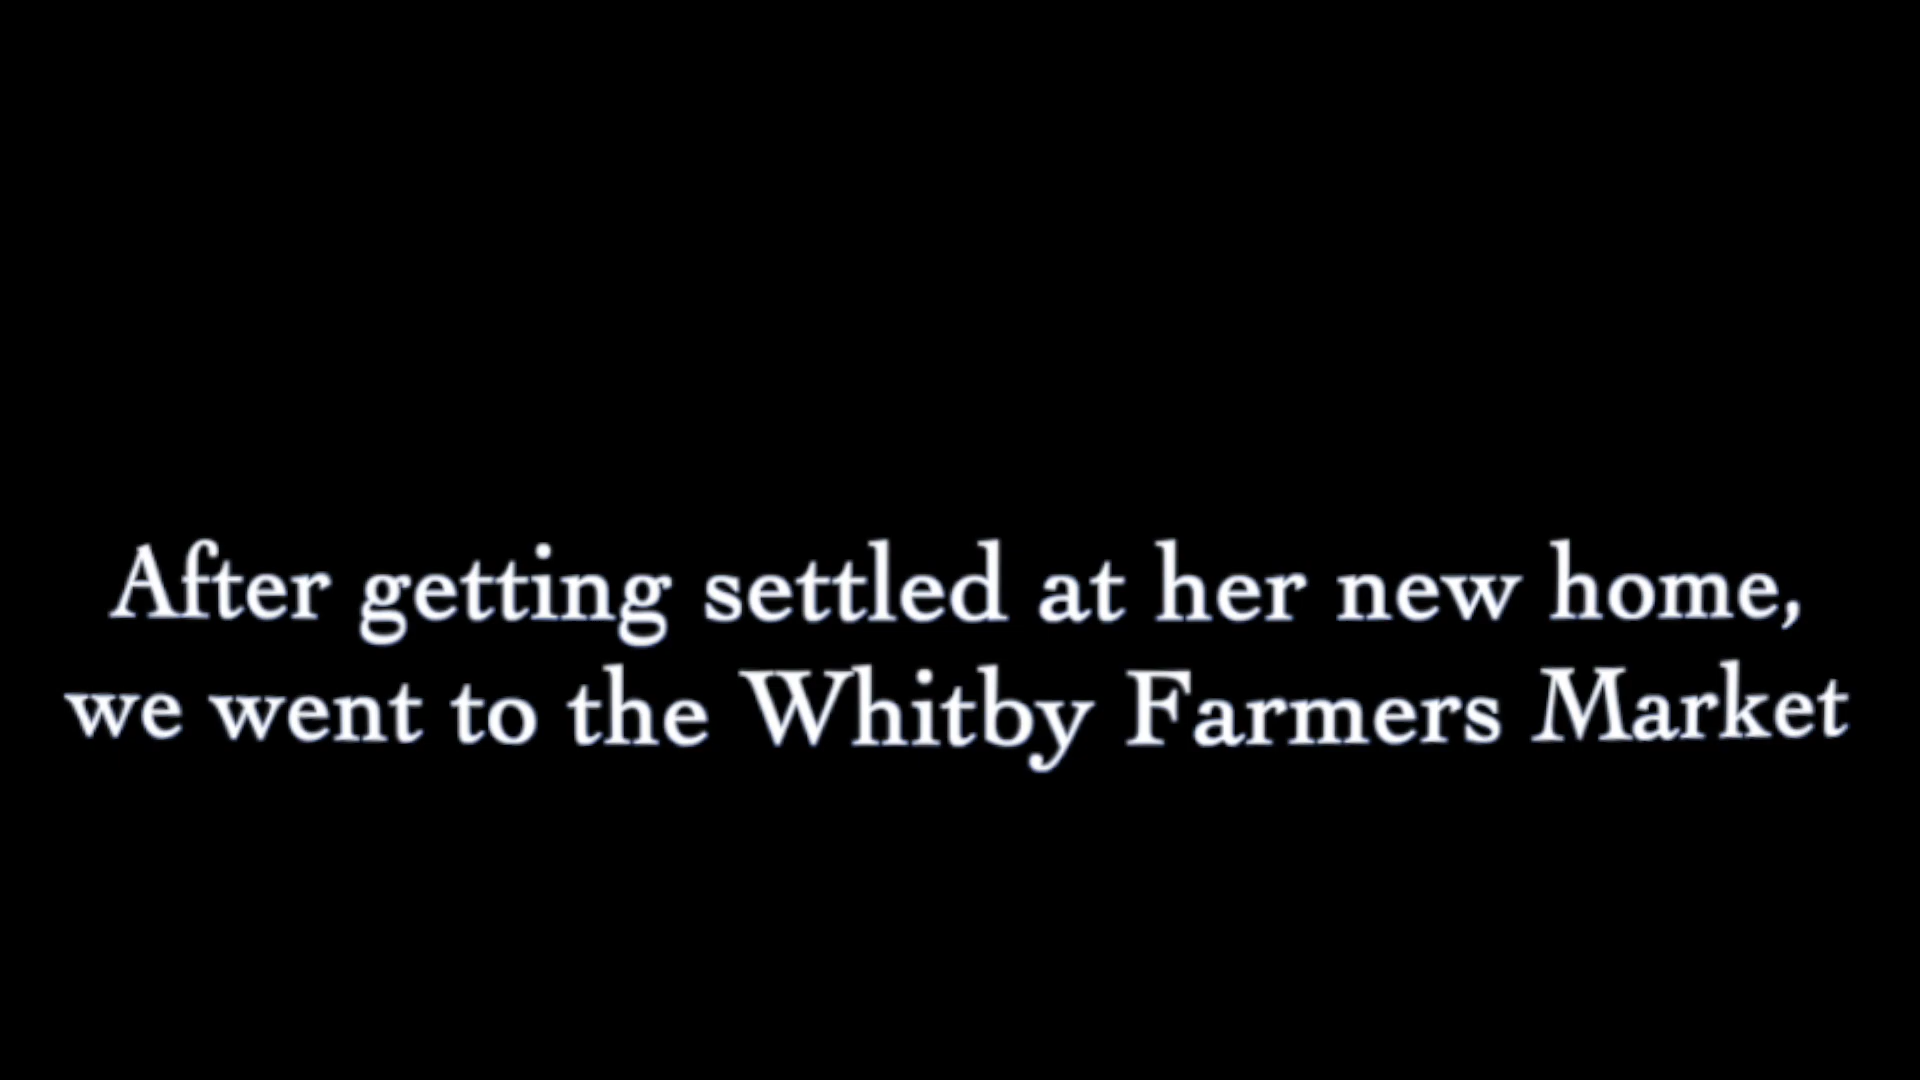 After getting settled at her new home,
we went to the Whitby Farmers Market